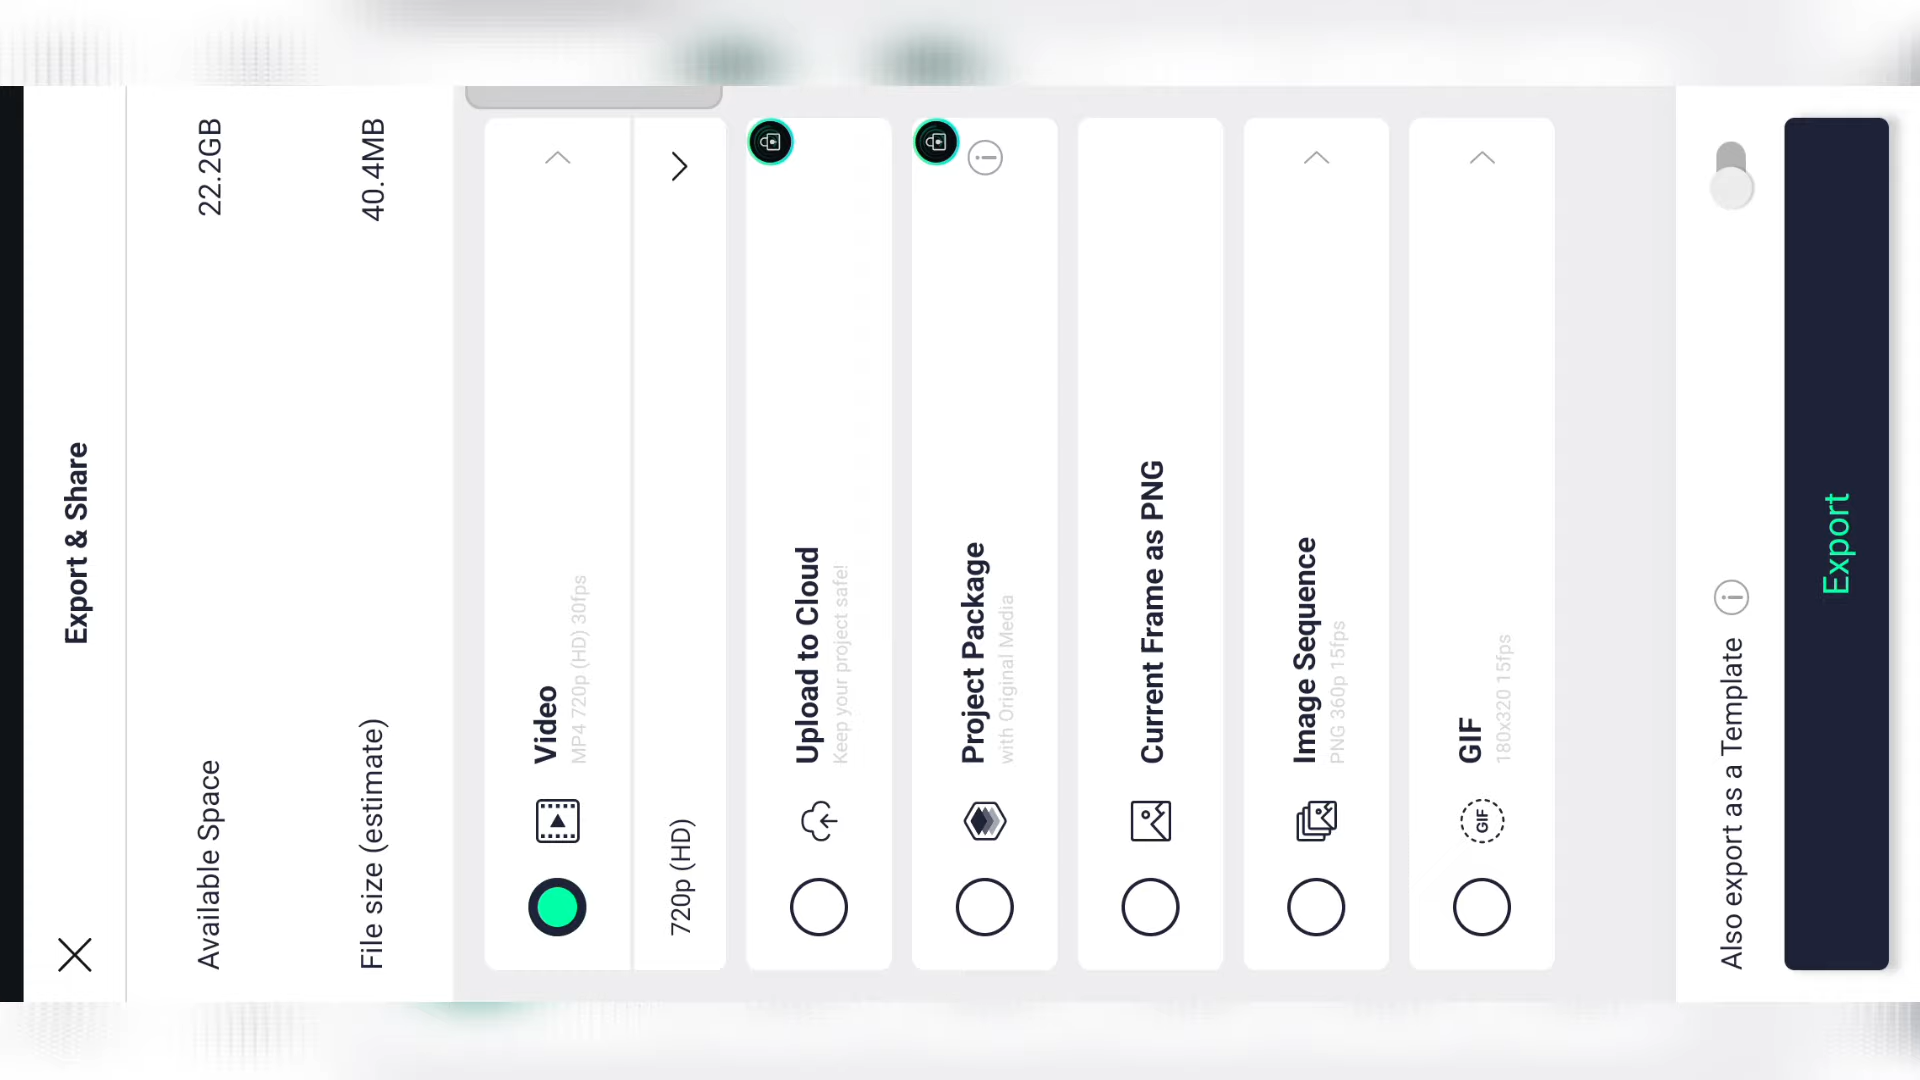 Export & Share
Available Space 22.2GB
File size (estimate) 40.4MB
Video
MP4 720p (HD) 30fps
720p (HD)
Upload to Cloud
Keep your project safe!
Project Package
with Original Media
Current Frame as PNG
Image Sequence
PNG 360p 15fps
GIF
GIF
180x320 15fps
Also export as a Template
Export